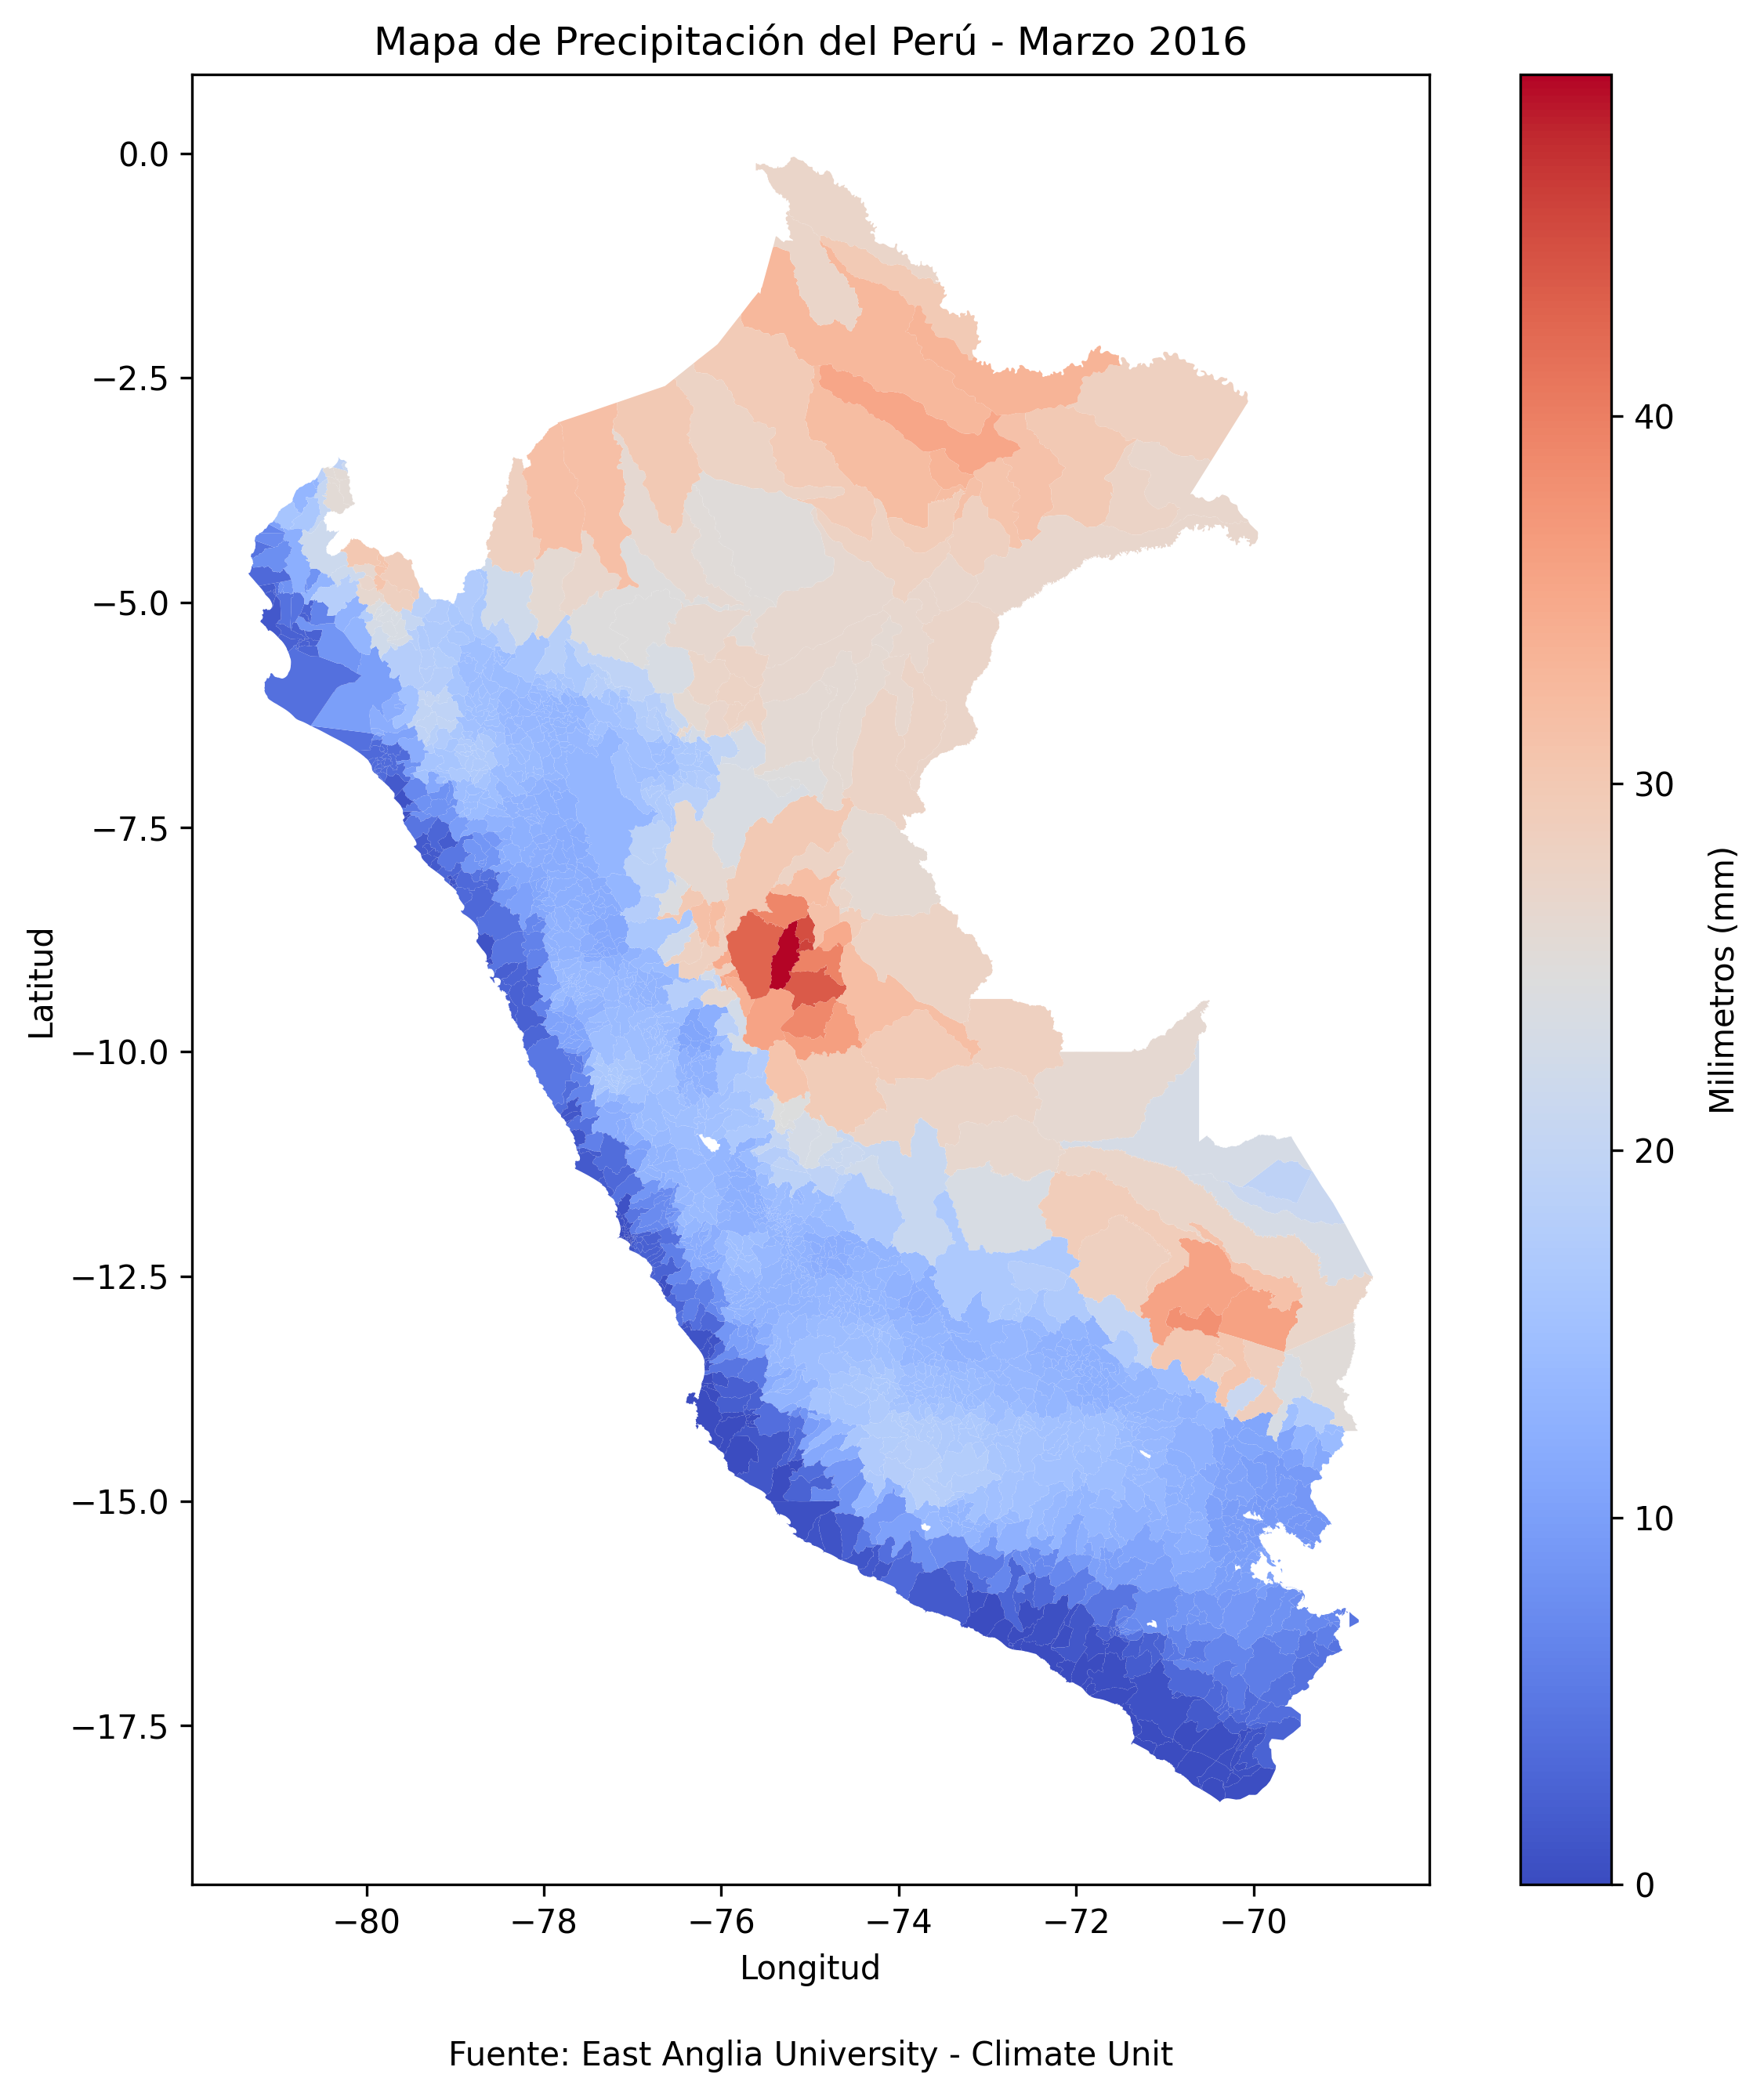 Mapa de Precipitación del Perú - Marzo 2016
0.0
−2.5
−5.0
−7.5
−10.0
−12.5
−15.0
−17.5
Latitud
−80 −78 −76 −74 −72 −70
Longitud
40
30
20
10
0
Milimetros (mm)
Fuente: East Anglia University - Climate Unit